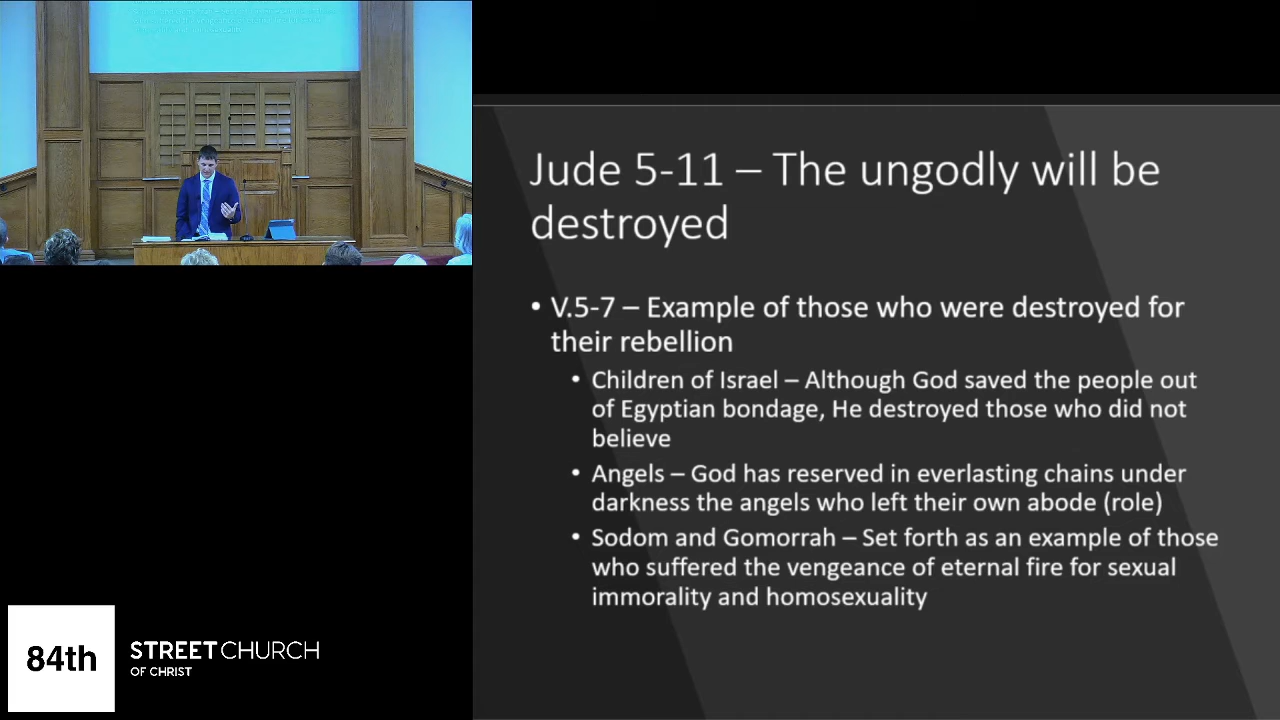 Jude 5-11 – The ungodly will be
destroyed
• V.5-7 – Example of those who were destroyed for
their rebellion
• Children of Israel – Although God saved the people out
of Egyptian bondage, He destroyed those who did not
believe
• Angels – God has reserved in everlasting chains under
darkness the angels who left their own abode (role)
• Sodom and Gomorrah – Set forth as an example of those
who suffered the vengeance of eternal fire for sexual
immorality and homosexuality
84th
STREET CHURCH
OF CHRIST